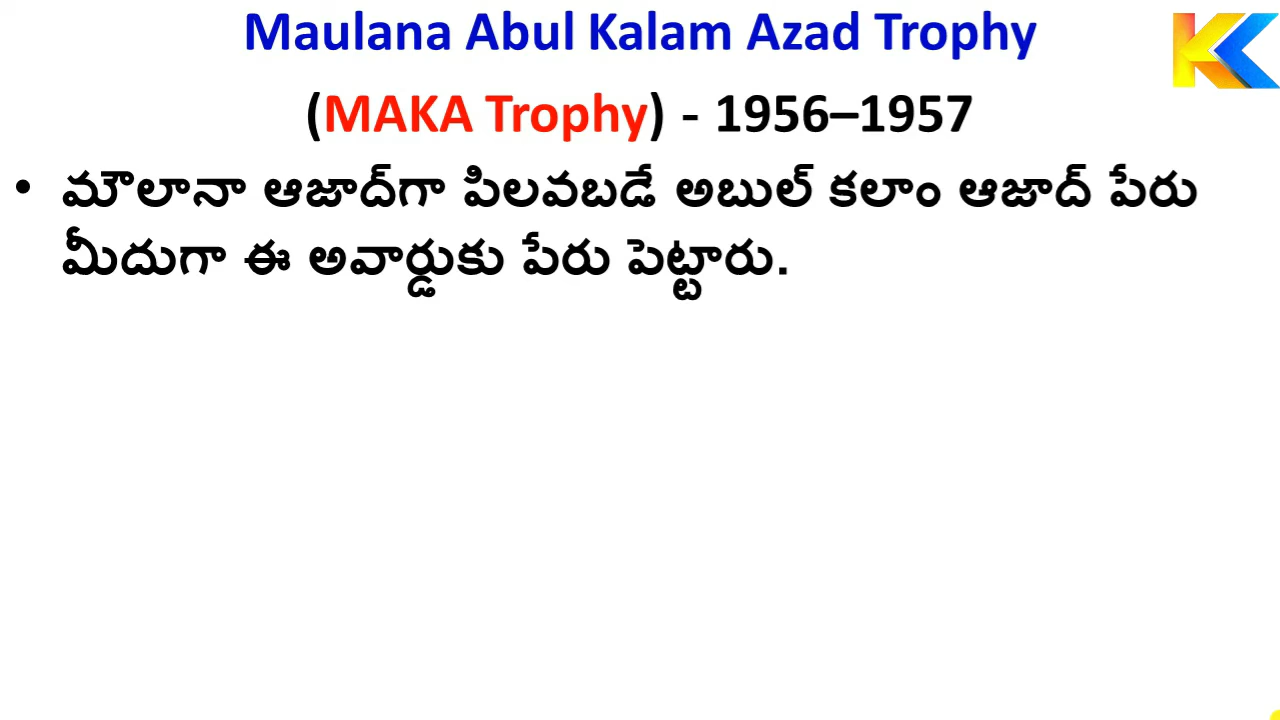 Maulana Abul Kalam Azad Trophy
(MAKA Trophy) - 1956–1957
• మౌలానా ఆజాద్‌గా పిలవబడే అబుల్ కలాం ఆజాద్ పేరు
మీదుగా ఈ అవార్డుకు పేరు పెట్టారు.